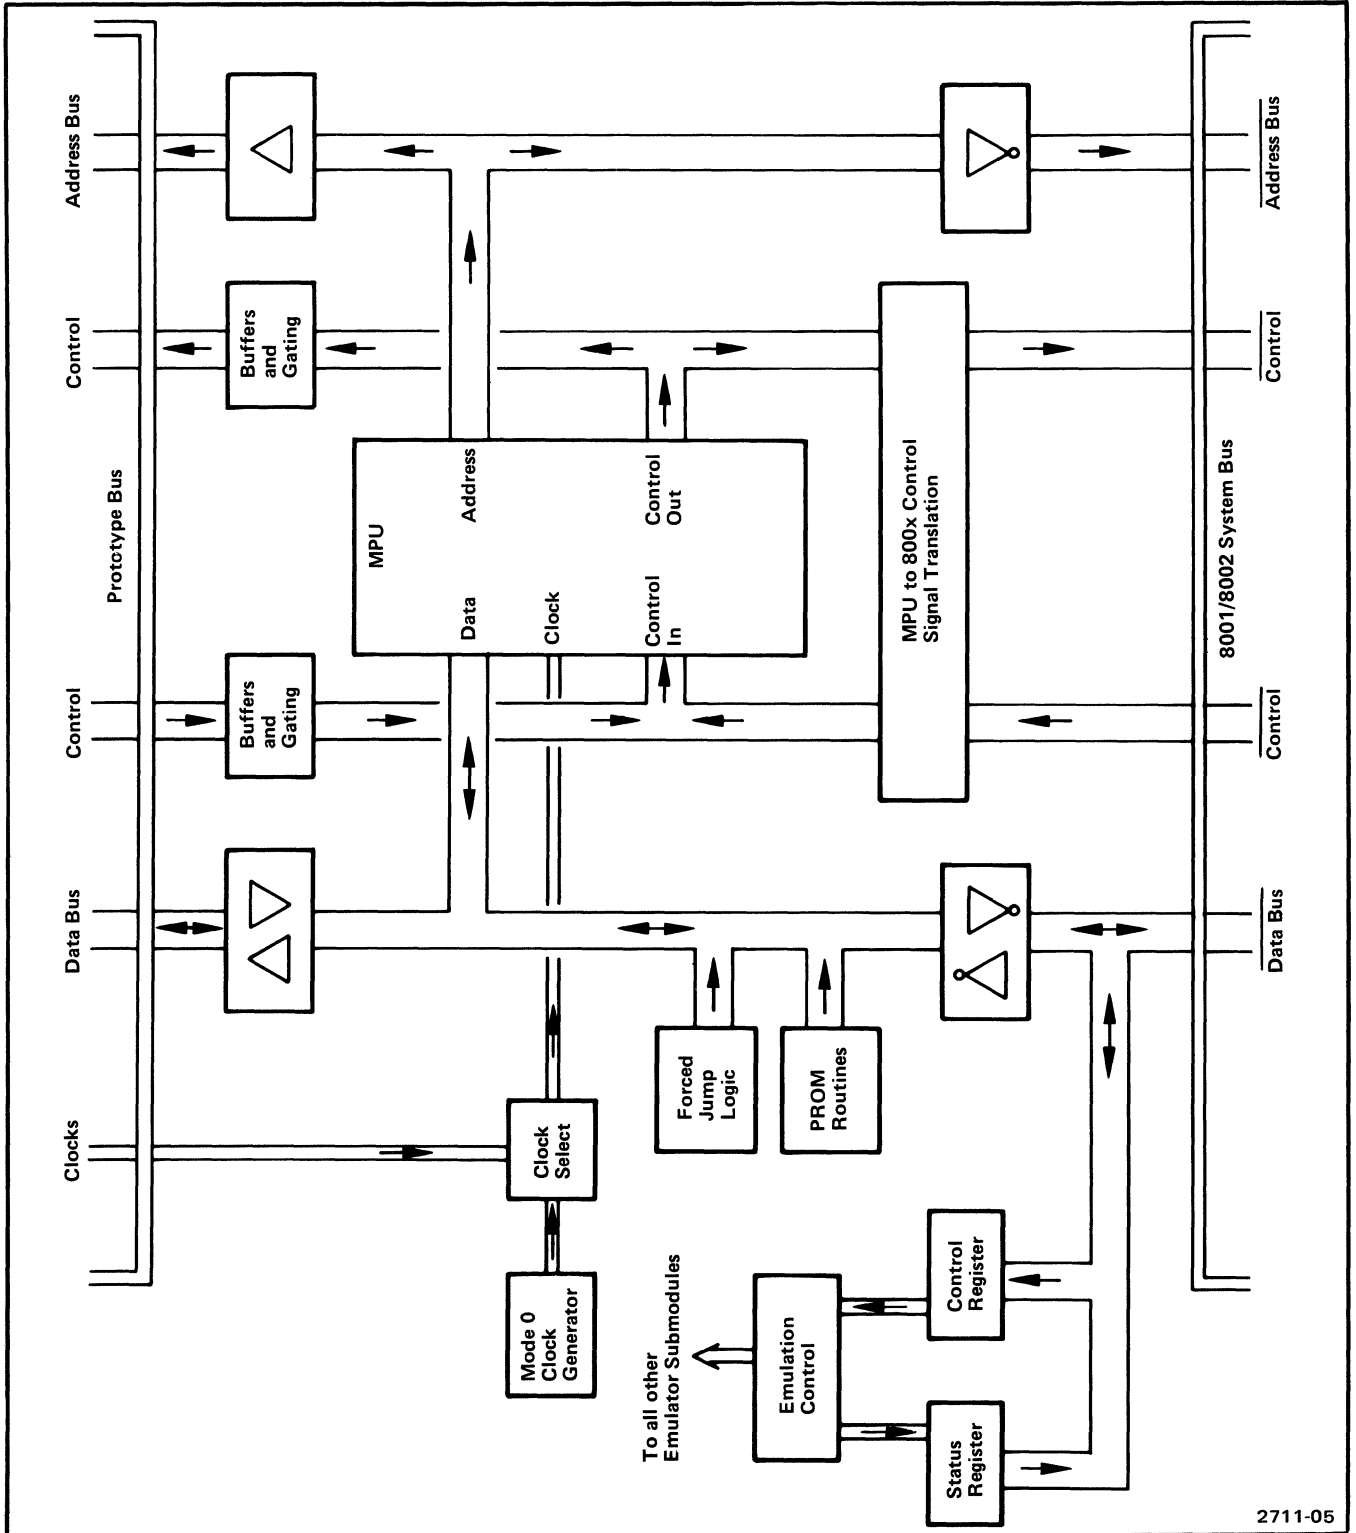 Address Bus
Control
Prototype Bus
Control
Data Bus
Clocks
Buffers
and
Gating
Buffers
and
Gating
MPU
Address
Data
Clock
Control
Out
Control
In
Clock
Select
Mode 0
Clock
Generator
Forced
Jump
Logic
PROM
Routines
To all other
Emulator Submodules
Emulation
Control
MPU to 800x Control
Signal Translation
Control
Register
Status
Register
8001/8002 System Bus
Address Bus
Control
Control
Data Bus
2711-05